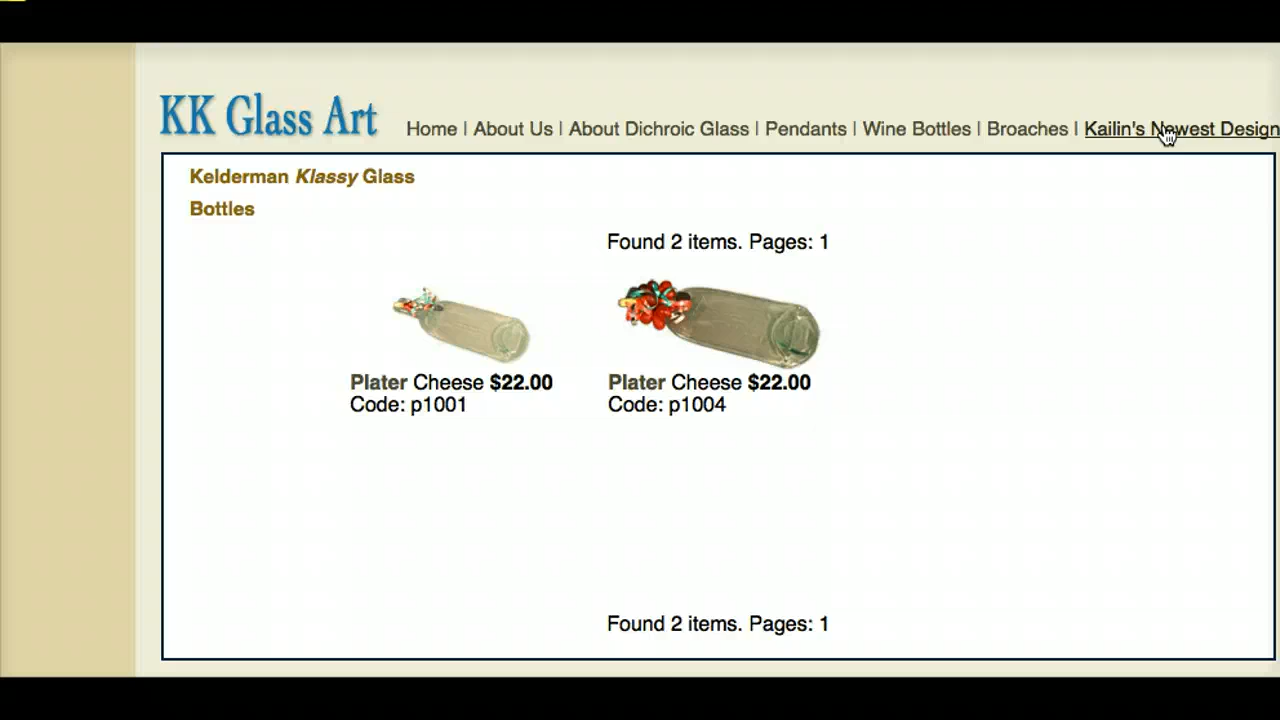 KK Glass Art
Home | About Us | About Dichroic Glass | Pendants | Wine Bottles | Broaches | Kailin's Newest Design
Kelderman Klassy Glass
Bottles
Found 2 items. Pages: 1
Plater Cheese $22.00
Code: p1001
Plater Cheese $22.00
Code: p1004
Found 2 items. Pages: 1